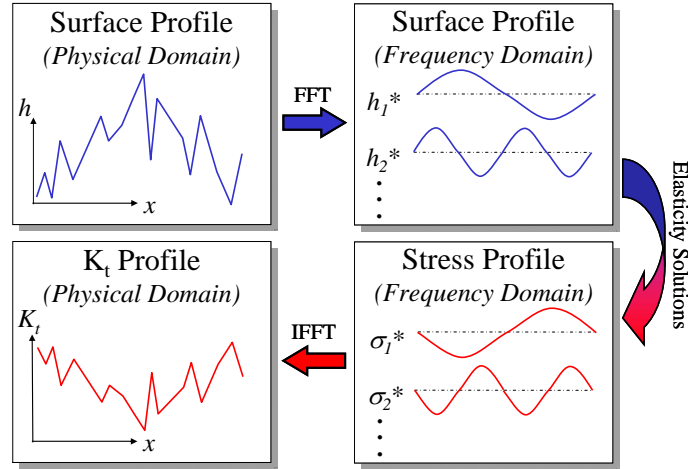 Surface Profile
(Physical Domain)
h
x
FFT
Surface Profile
(Frequency Domain)
h1*
h2*
Elasticity Solutions
Stress Profile
(Frequency Domain)
σ1*
σ2*
IFFT
Kt Profile
(Physical Domain)
Kt
x